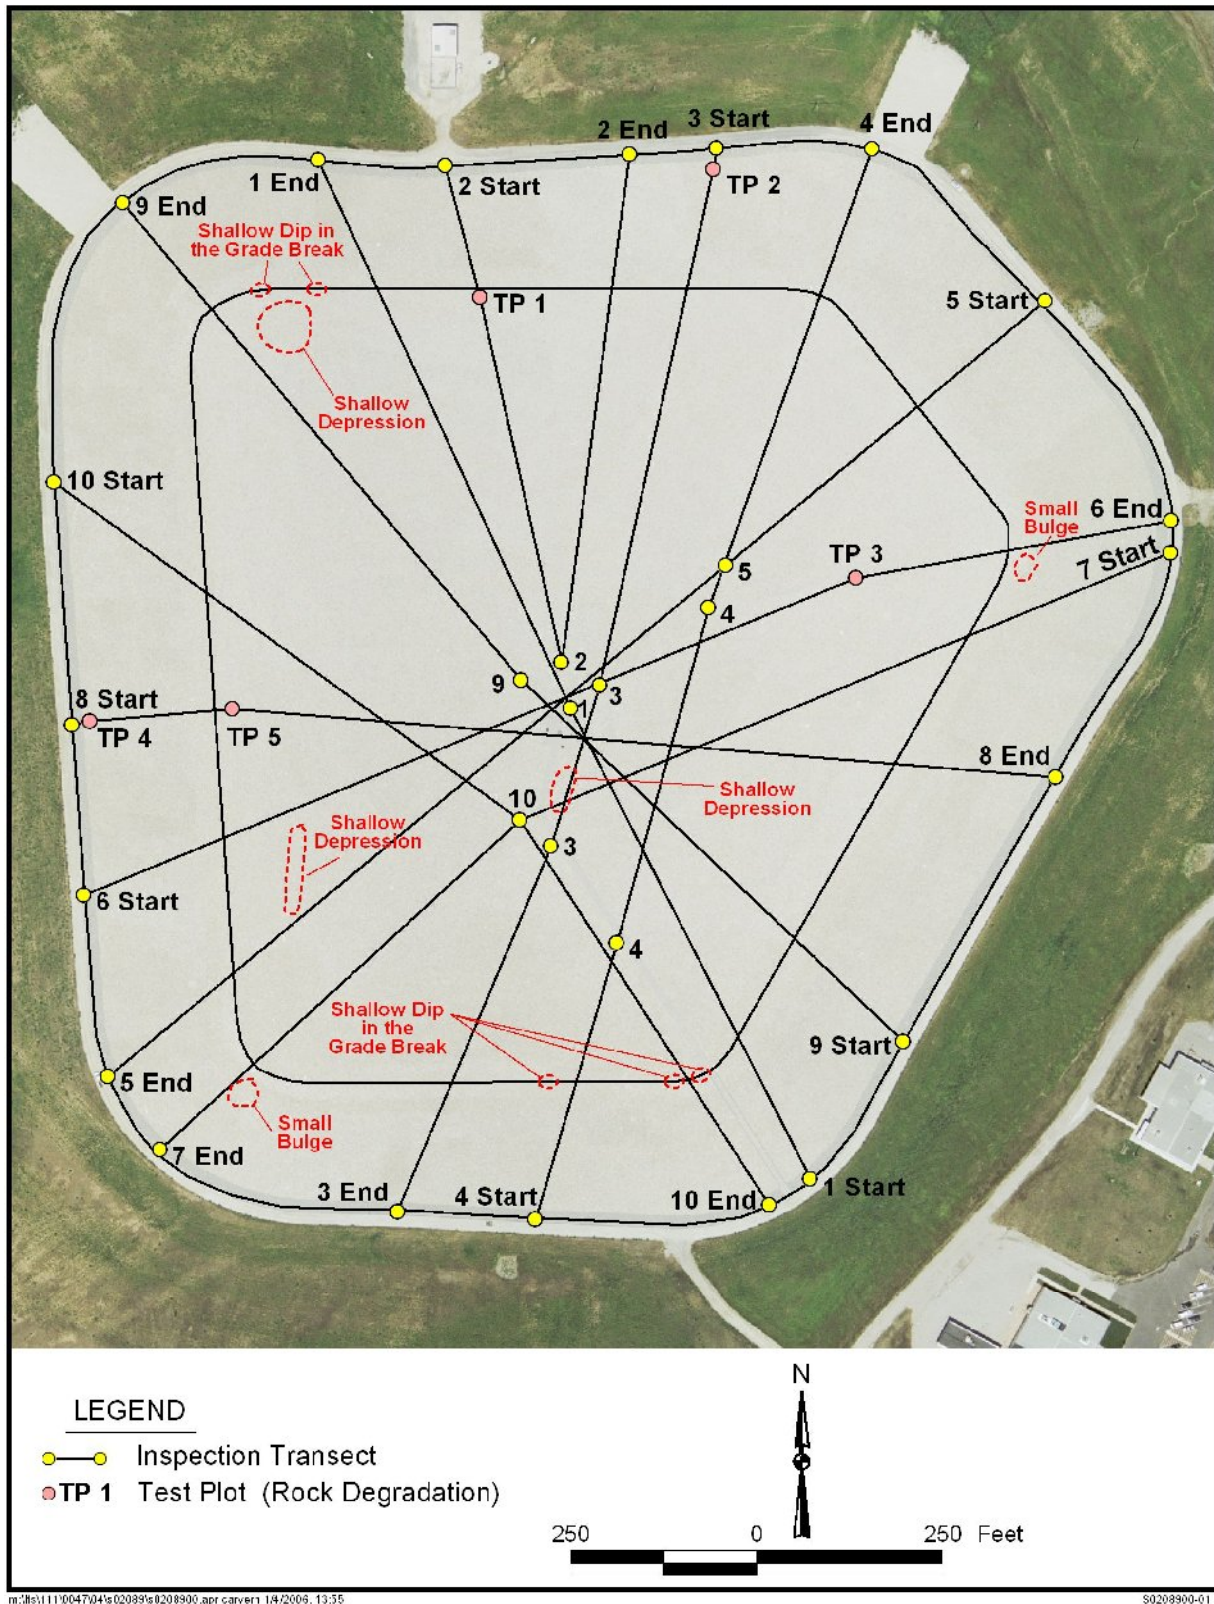 3 Start
4 End
2 End
1 End
2 Start
TP 2
9 End
Shallow Dip in
the Grade Break
TP 1
5 Start
Shallow
Depression
10 Start
6 End
Small
Bulge
7 Start
TP 3
5
4
2
9
3
1
8 Start
TP 4
TP 5
8 End
Shallow
Depression
10
Shallow
Depression
3
6 Start
4
Shallow Dip
in the
Grade Break
9 Start
5 End
Small
Bulge
7 End
3 End
4 Start
10 End
1 Start
N
LEGEND
Inspection Transect
TP 1 Test Plot (Rock Degradation)
250 0 250 Feet
S0208900-01